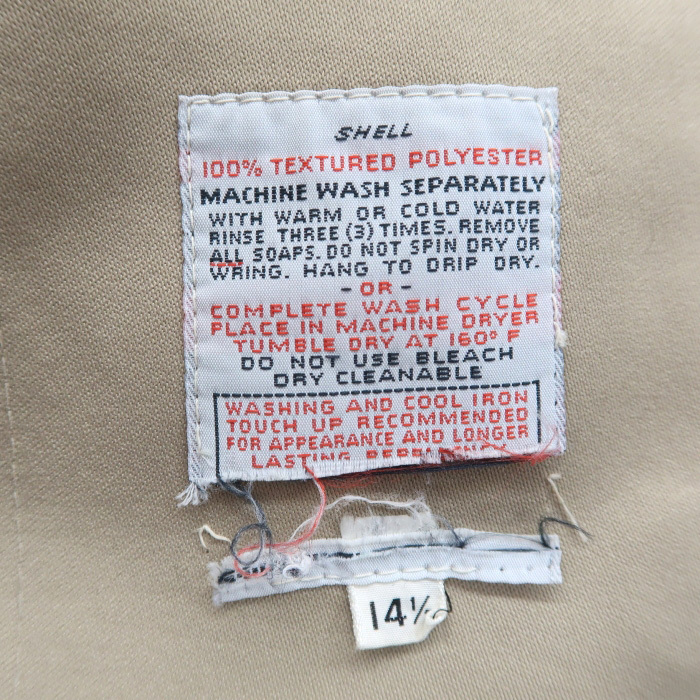 SHELL
100% TEXTURED POLYESTER
MACHINE WASH SEPARATELY
WITH WARM OR COLD WATER
RINSE THREE (3) TIMES. REMOVE
ALL SOAPS. DO NOT SPIN DRY OR
WRING. HANG TO DRIP DRY.
- OR -
COMPLETE WASH CYCLE
PLACE IN MACHINE DRYER
TUMBLE DRY AT 160° F
DO NOT USE BLEACH
DRY CLEANABLE
WASHING AND COOL IRON
TOUCH UP RECOMMENDED
FOR APPEARANCE AND LONGER
LASTING
14½